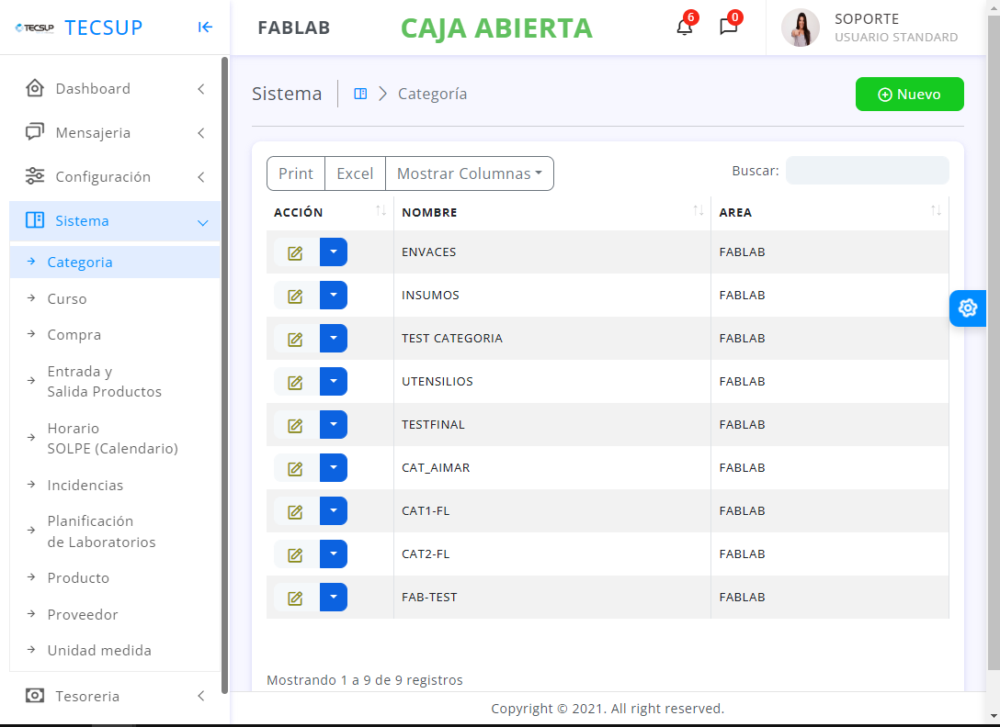 TECSUP TECSUP
FABLAB
CAJA ABIERTA
6
0
SOPORTE
USUARIO STANDARD
Dashboard
Mensajeria
Configuración
Sistema
Categoria
Curso
Compra
Entrada y
Salida Productos
Horario
SOLPE (Calendario)
Incidencias
Planificación
de Laboratorios
Producto
Proveedor
Unidad medida
Tesoreria
Sistema
Categoría
Nuevo
Print Excel Mostrar Columnas
Buscar:
ACCIÓN NOMBRE AREA
ENVACES FABLAB
INSUMOS FABLAB
TEST CATEGORIA FABLAB
UTENSILIOS FABLAB
TESTFINAL FABLAB
CAT_AIMAR FABLAB
CAT1-FL FABLAB
CAT2-FL FABLAB
FAB-TEST FABLAB
Mostrando 1 a 9 de 9 registros
Copyright © 2021. All right reserved.